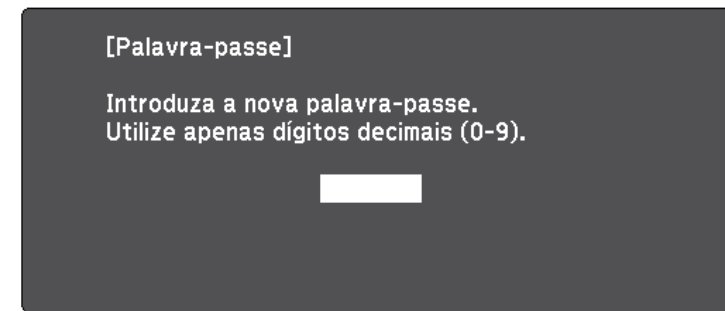 [Palavra-passe]
Introduza a nova palavra-passe.
Utilize apenas dígitos decimais (0-9).